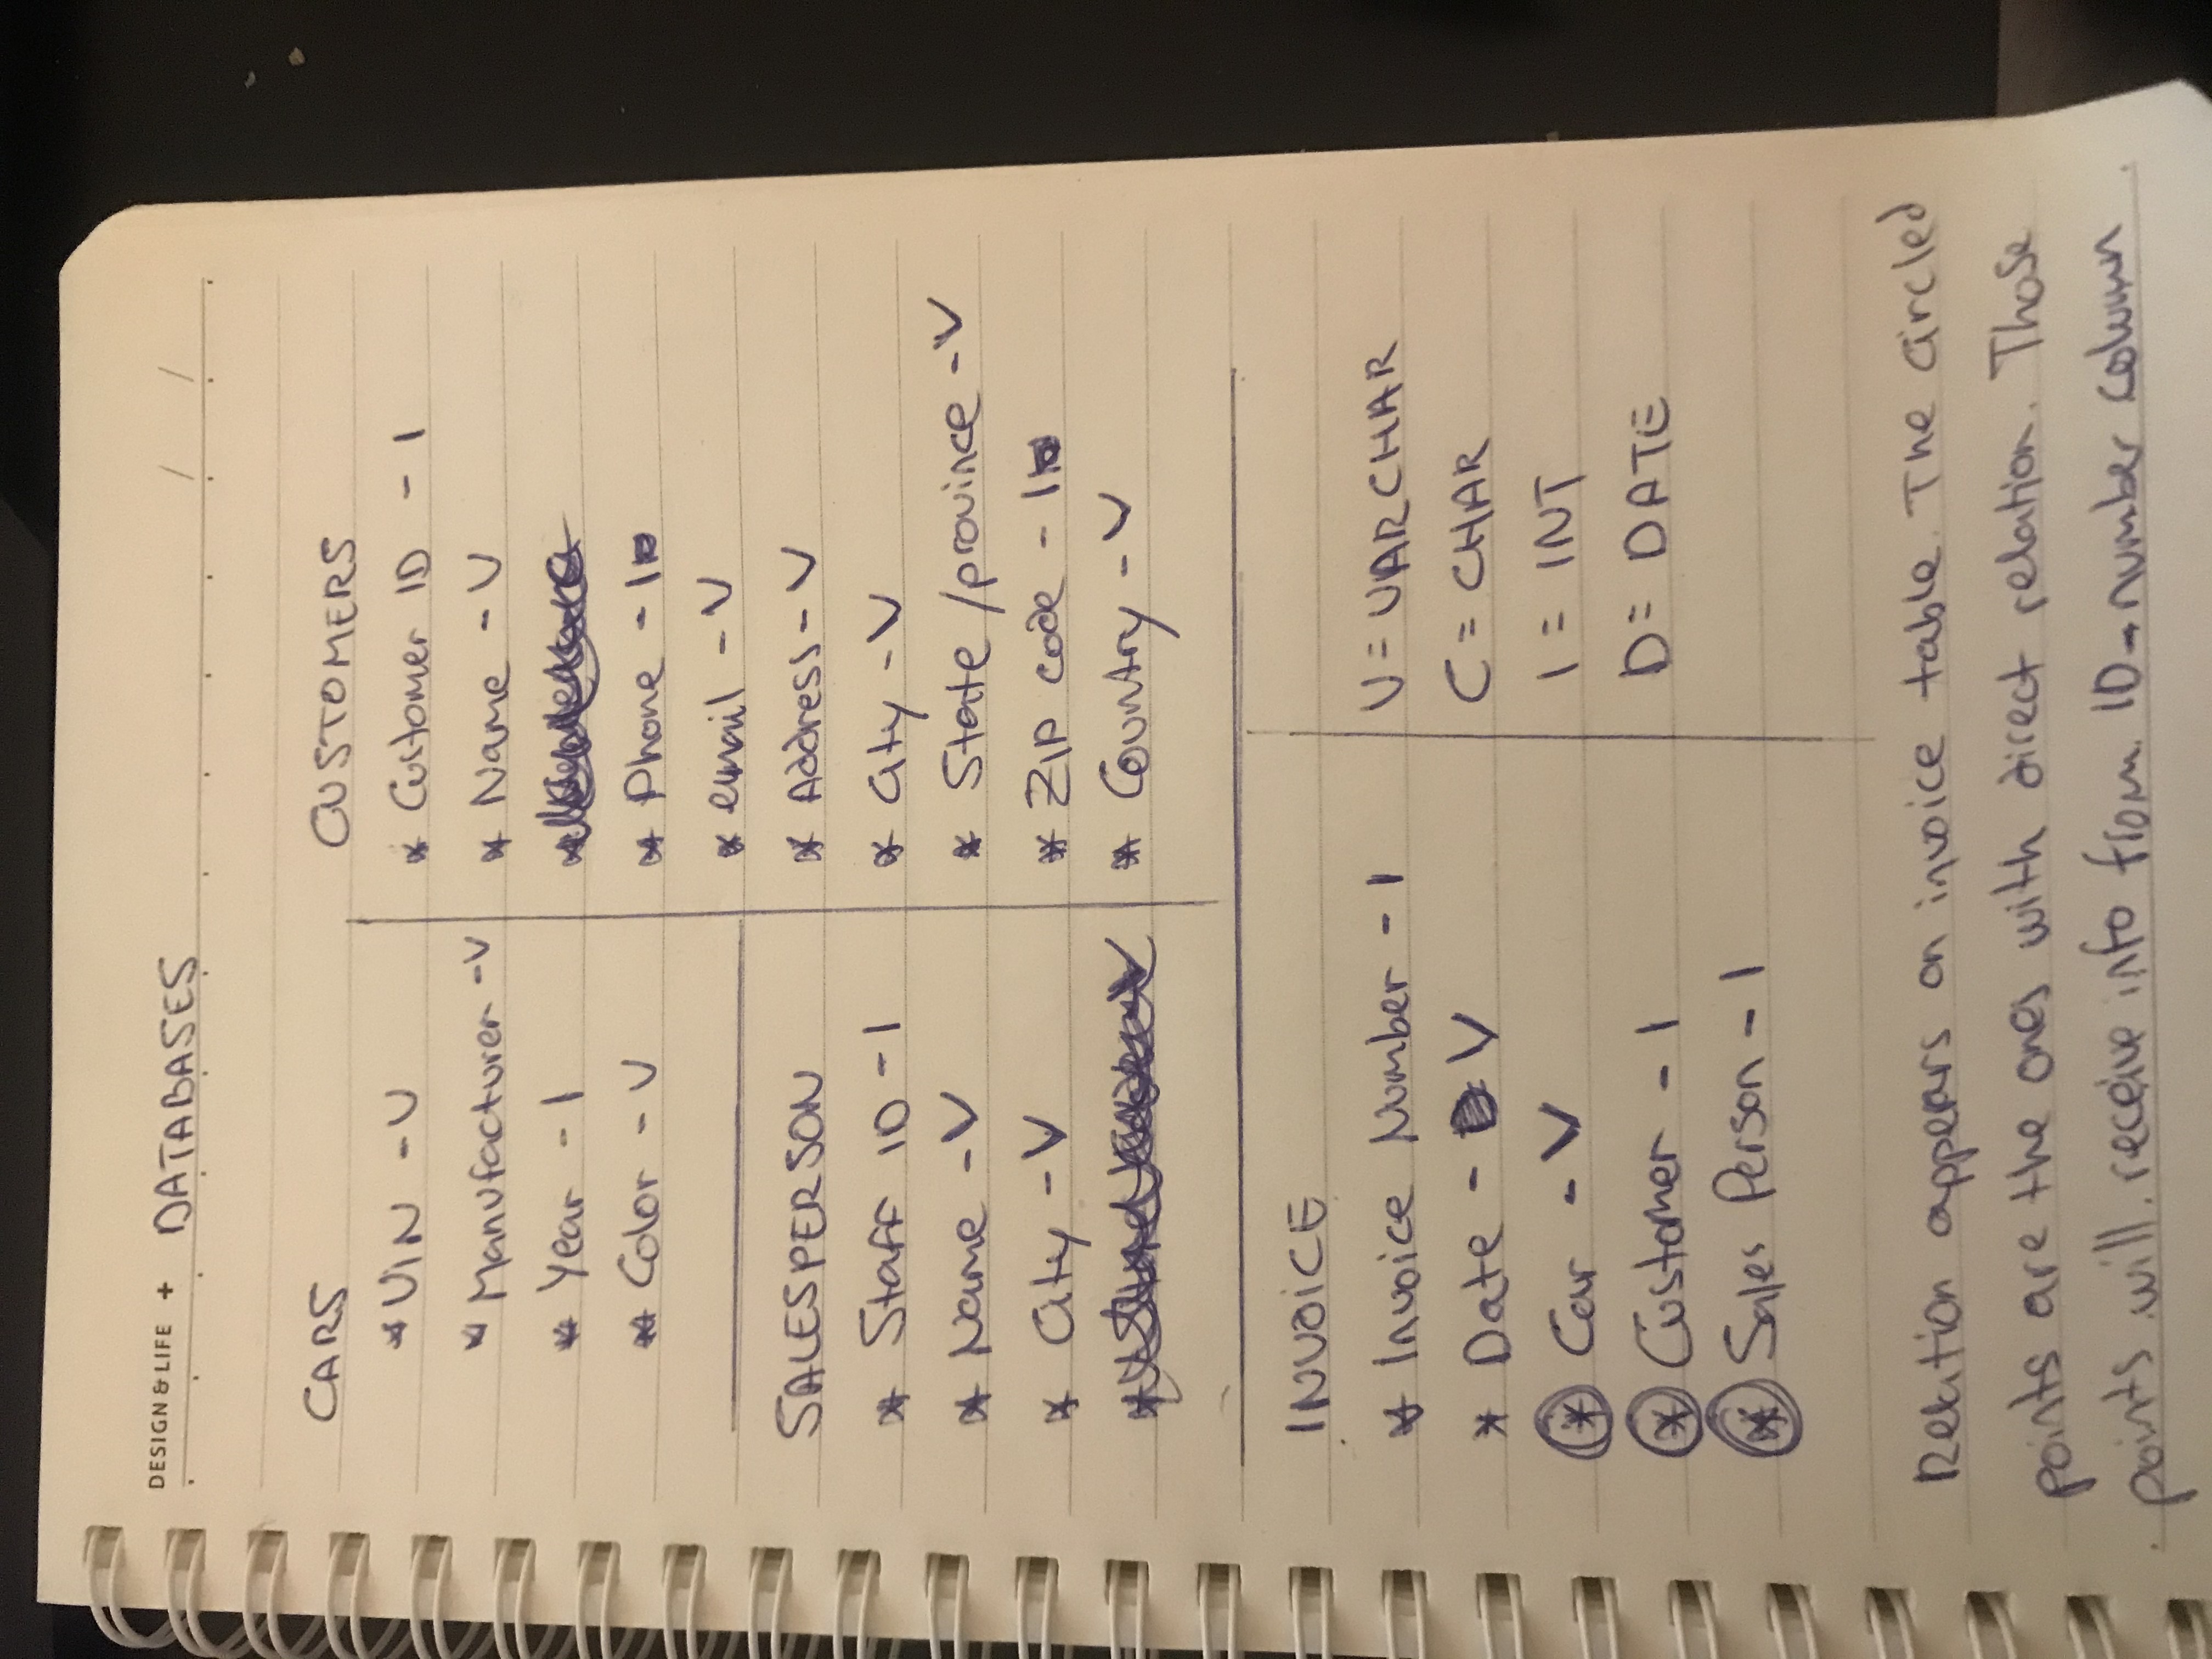 DESIGN & LIFE + DATABASES / /
CARS
* VIN - V
* Manufacturer - V
* Year - I
* Color - V
CUSTOMERS
* Customer ID - I
* Name - V
* Phone - I
* email - V
* Address - V
* City - V
* State/province - V
* ZIP code - I
* Country - V
SALESPERSON
* Staff ID - I
* Name - V
* City - V
INVOICE
* Invoice Number - I
* Date - V
* Car - V
* Customer - I
* Sales Person - I
V = VARCHAR
C = CHAR
I = INT
D = DATE
Relation appears on invoice table. The circled
points are the ones with direct relation. Those
points will receive info from ID-number column